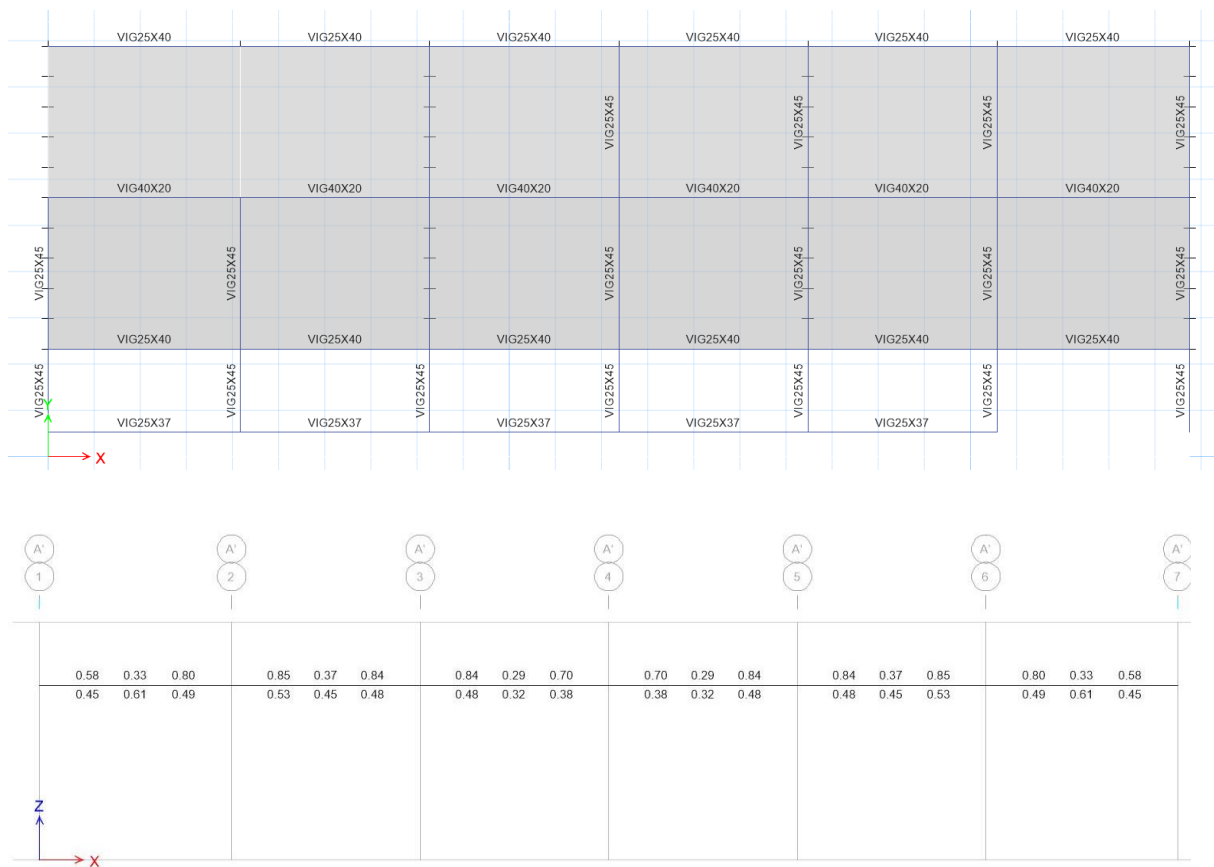 VIG25X40 VIG25X40 VIG25X40 VIG25X40 VIG25X40 VIG25X40
VIG25X45 VIG25X45 VIG25X45 VIG25X45
VIG40X20 VIG40X20 VIG40X20 VIG40X20 VIG40X20 VIG40X20
VIG25X45 VIG25X45 VIG25X45 VIG25X45 VIG25X45 VIG25X45
VIG25X40 VIG25X40 VIG25X40 VIG25X40 VIG25X40 VIG25X40
VIG25X45 VIG25X45 VIG25X45 VIG25X45 VIG25X45 VIG25X45 VIG25X45
Y
VIG25X37 VIG25X37 VIG25X37 VIG25X37 VIG25X37
X
A' A' A' A' A' A' A'
1 2 3 4 5 6 7
0.58 0.33 0.80 0.85 0.37 0.84 0.84 0.29 0.70 0.70 0.29 0.84 0.84 0.37 0.85 0.80 0.33 0.58
0.45 0.61 0.49 0.53 0.45 0.48 0.48 0.32 0.38 0.38 0.32 0.48 0.48 0.45 0.53 0.49 0.61 0.45
Z
X